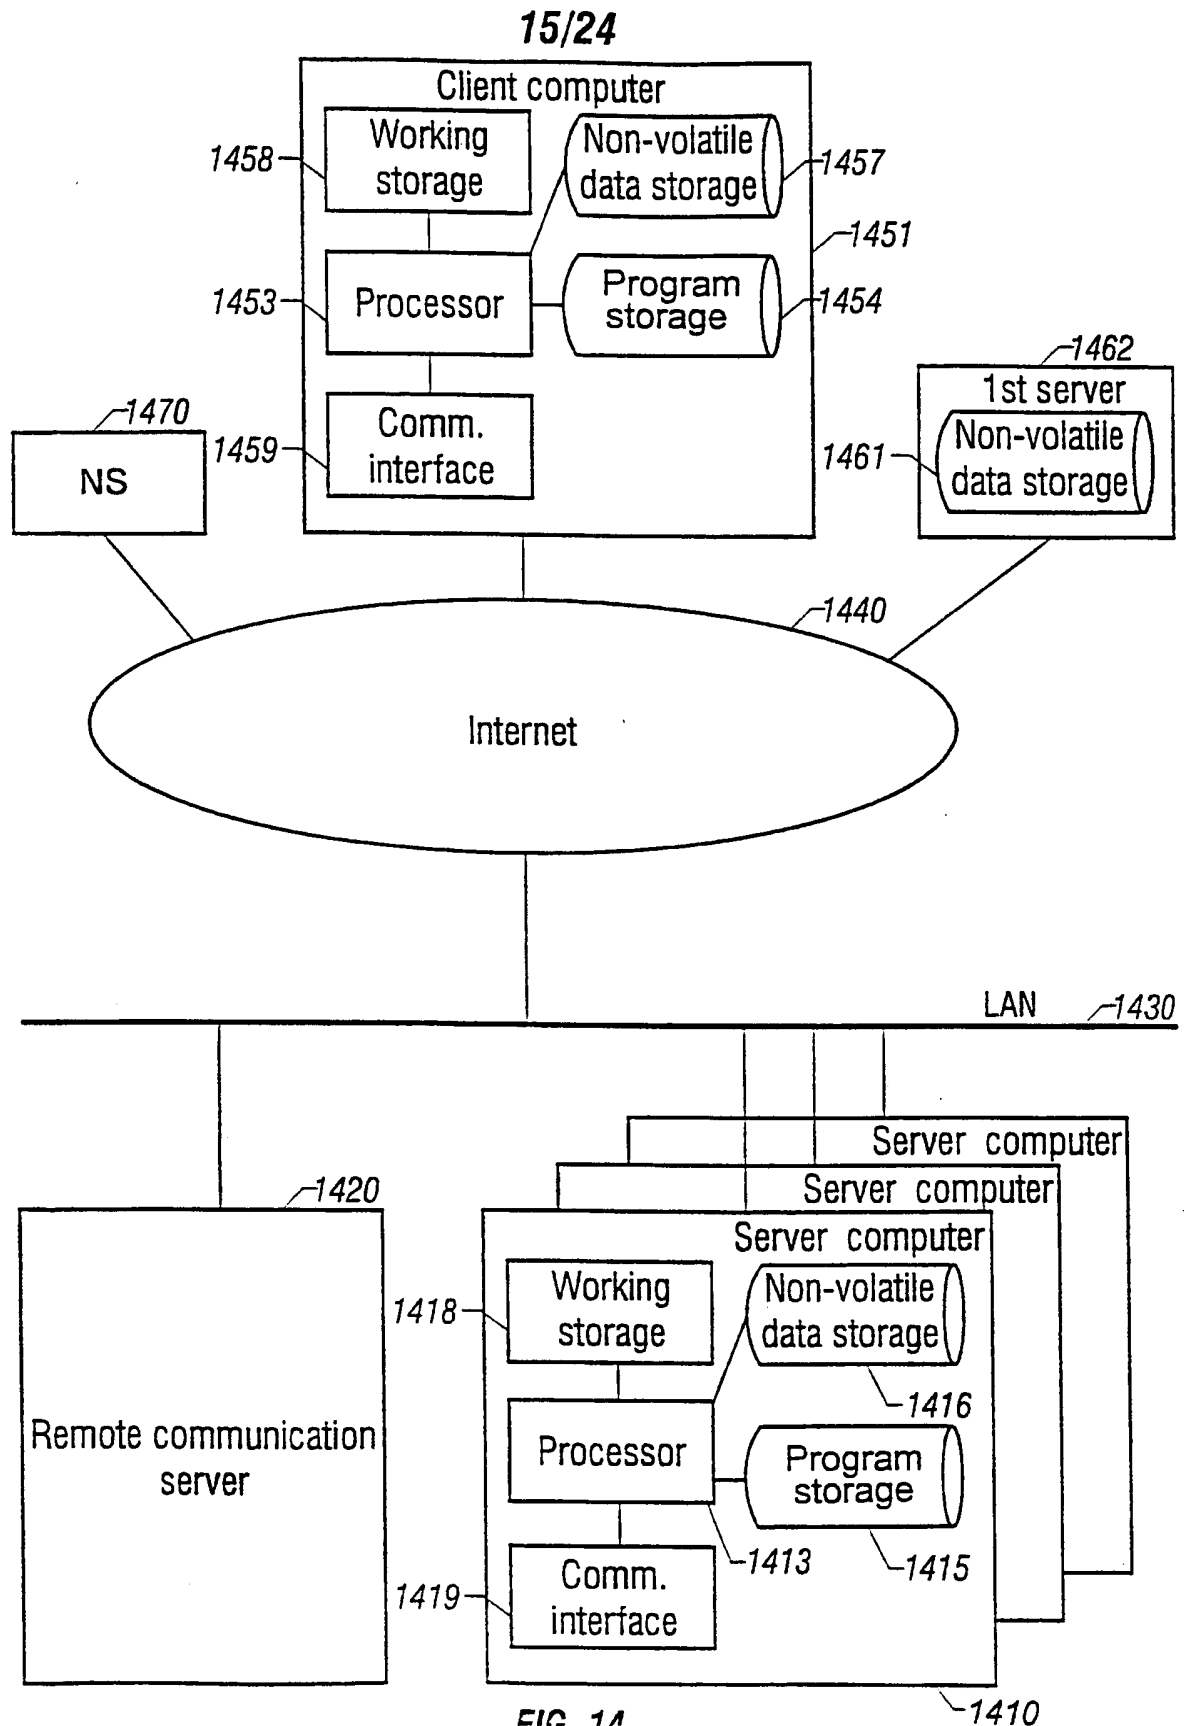 15/24
Client computer
Working
storage
1458
Non-volatile
data storage
1457
1451
Processor
1453
Program
storage
1454
Comm.
interface
1459
1462
1st server
Non-volatile
data storage
1461
1470
NS
1440
Internet
LAN
1430
Server computer
Server computer
Server computer
1420
Remote communication
server
Working
storage
1418
Non-volatile
data storage
1416
Processor
1413
Program
storage
1415
Comm.
interface
1419
1410
FIG. 14